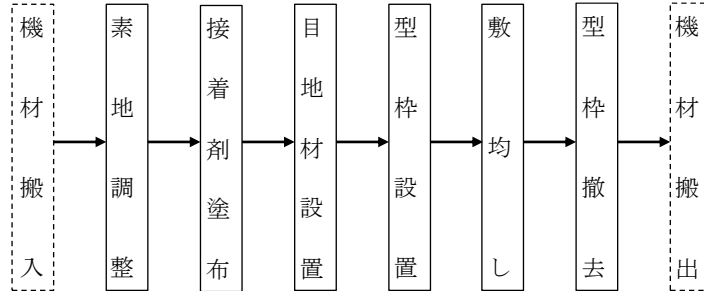 機材搬入
素地調整
接着剤塗布
目地材設置
型枠設置
敷均し
型枠撤去
機材搬出